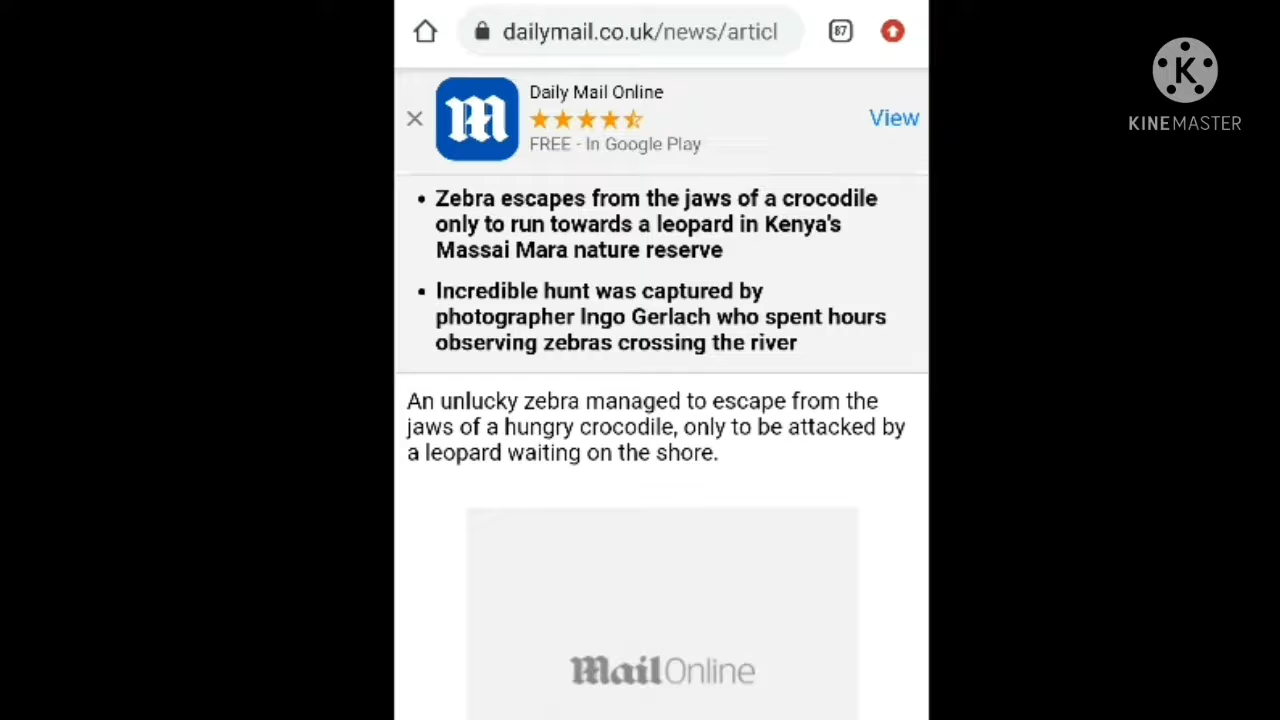 dailymail.co.uk/news/articl
87
Daily Mail Online
FREE - In Google Play
View
• Zebra escapes from the jaws of a crocodile
only to run towards a leopard in Kenya's
Massai Mara nature reserve
• Incredible hunt was captured by
photographer Ingo Gerlach who spent hours
observing zebras crossing the river
An unlucky zebra managed to escape from the
jaws of a hungry crocodile, only to be attacked by
a leopard waiting on the shore.
Mail Online
K
KINEMASTER